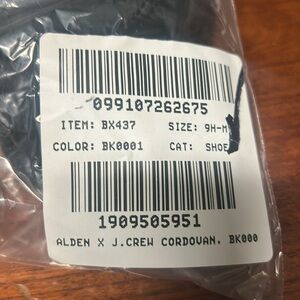 099107262675
ITEM: BX437 SIZE: 9H-M
COLOR: BK0001 CAT: SHOE
1909505951
ALDEN X J.CREW CORDOVAN, BK000